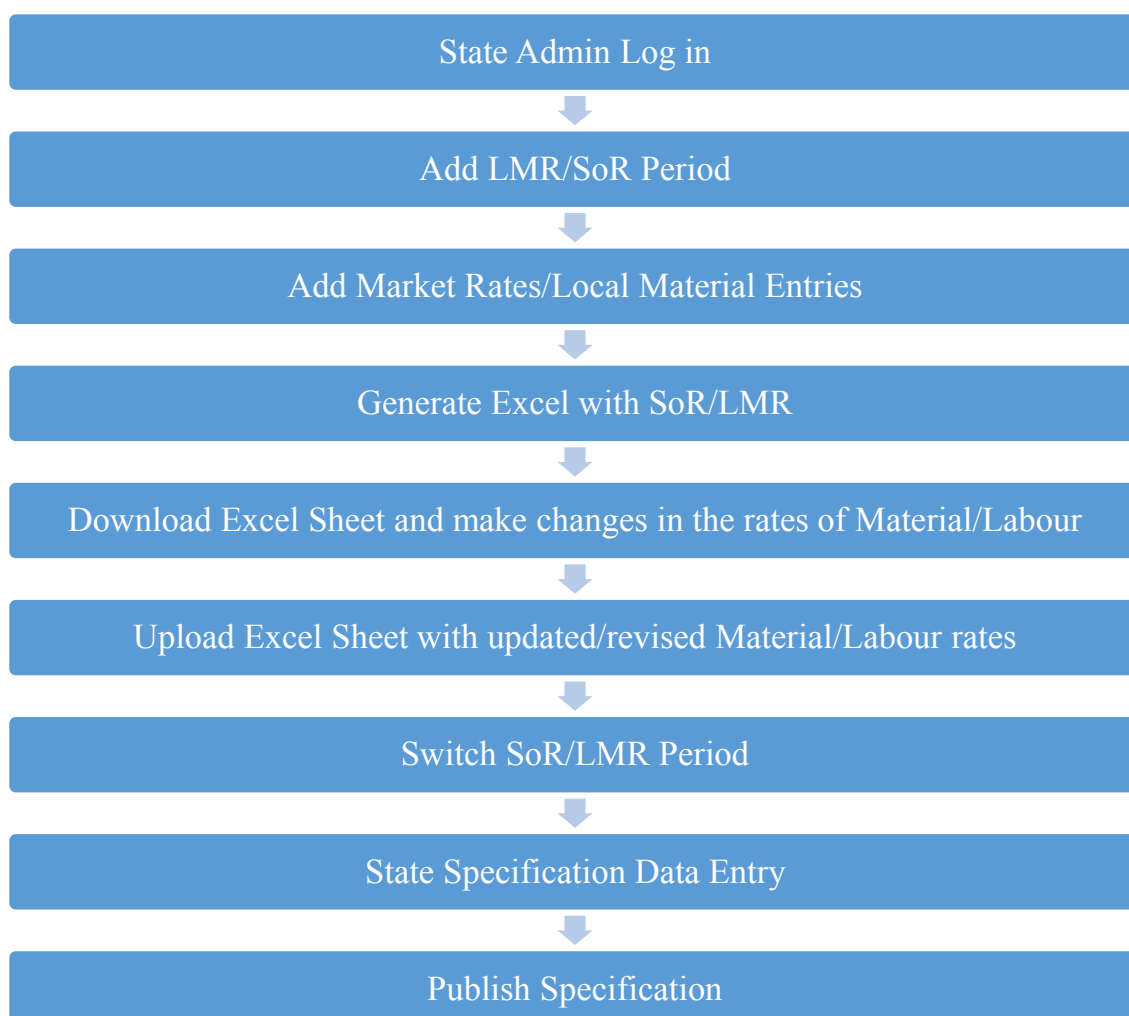 State Admin Log in
Add LMR/SoR Period
Add Market Rates/Local Material Entries
Generate Excel with SoR/LMR
Download Excel Sheet and make changes in the rates of Material/Labour
Upload Excel Sheet with updated/revised Material/Labour rates
Switch SoR/LMR Period
State Specification Data Entry
Publish Specification